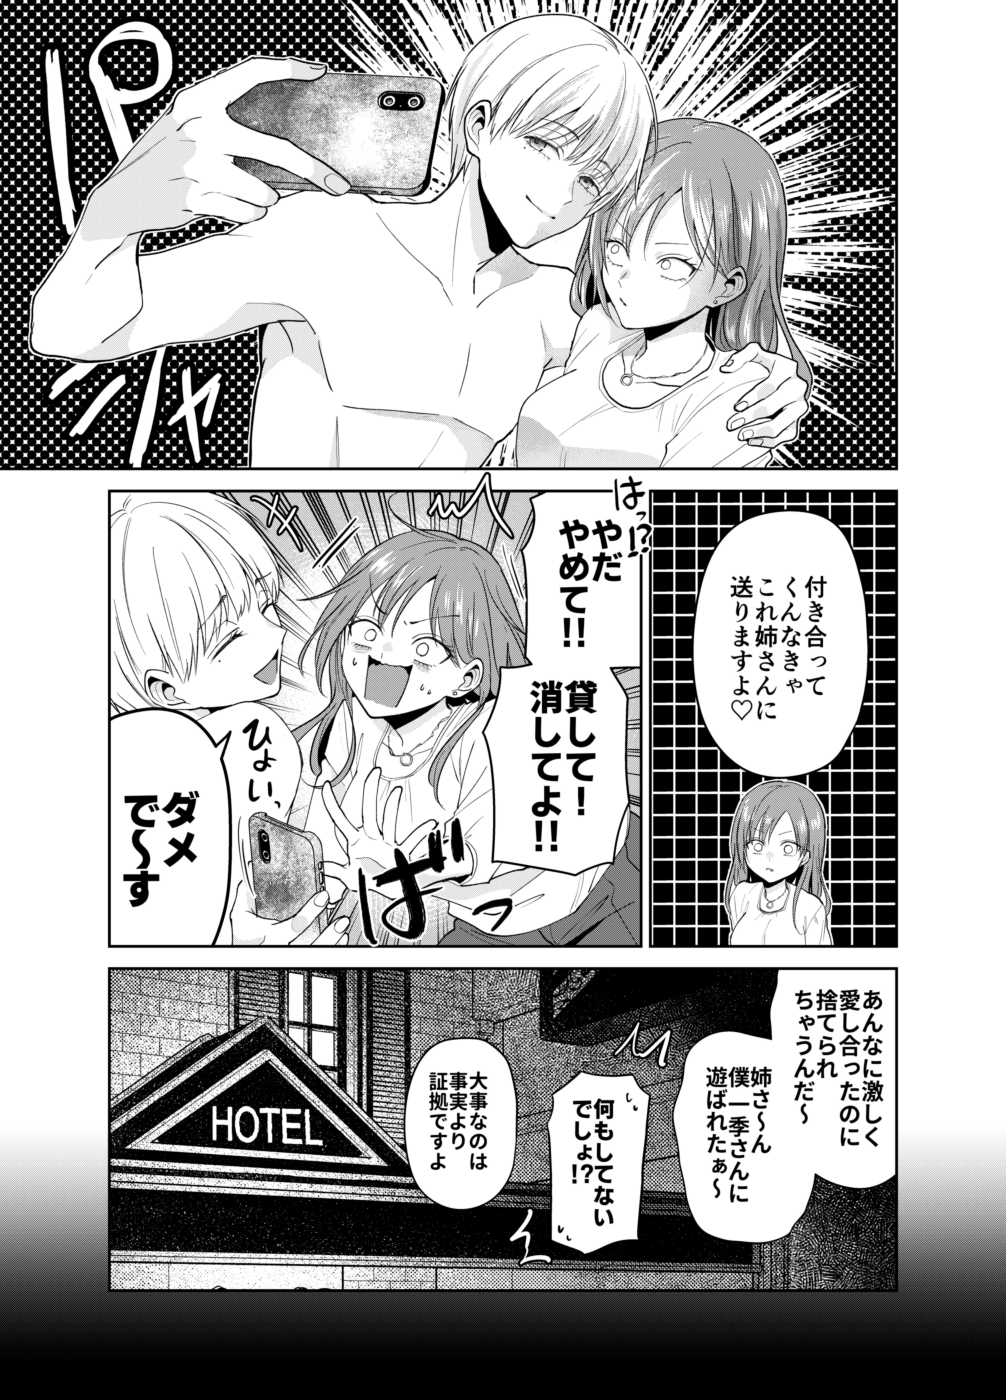 パシャ
付き合って
くんなきゃ
これ姉さんに
送りますよ♡
はっ!?
やだ
やめて!!
貸して!
消してよ!!
ひょいっ
ばっ
ダメ
で〜す
あんなに激しく
愛し合ったのに
捨てられ
ちゃうんだ〜
姉さ〜ん
僕一季さんに
遊ばれたぁ〜
何もしてない
でしょ!?
大事なのは
事実より
証拠ですよ
HOTEL